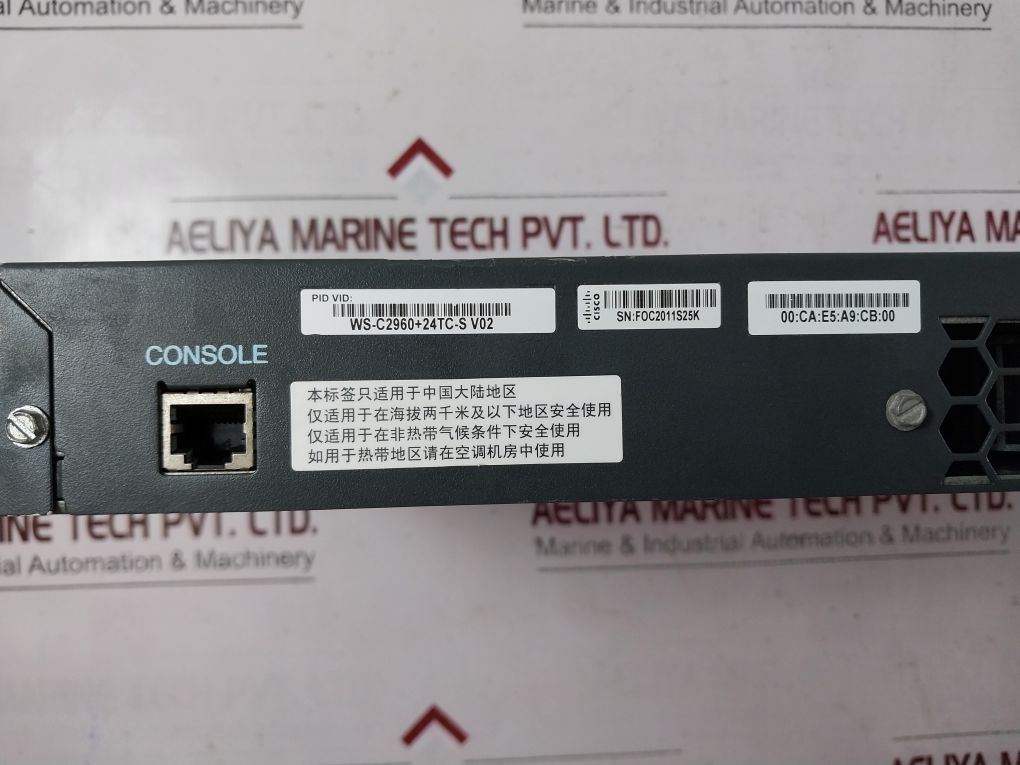 al Industrial Automation & Machinery
Marine & Industrial Automation & Machinery
AELIYA MARINE TECH PVT. LTD.
AELIYA MA
PID VID:
WS-C2960+24TC-S V02
cisco
SN:FOC2011S25K
00:CA:E5:A9:CB:00
CONSOLE
本标签只适用于中国大陆地区
仅适用于在海拔两千米及以下地区安全使用
仅适用于在非热带气候条件下安全使用
如用于热带地区请在空调机房中使用
NE TECH PVT. LTD.
AELIYA MARINE TECH PVT. LTD.
al Automation & Machinery
Marine & Industrial Automation & Machinery